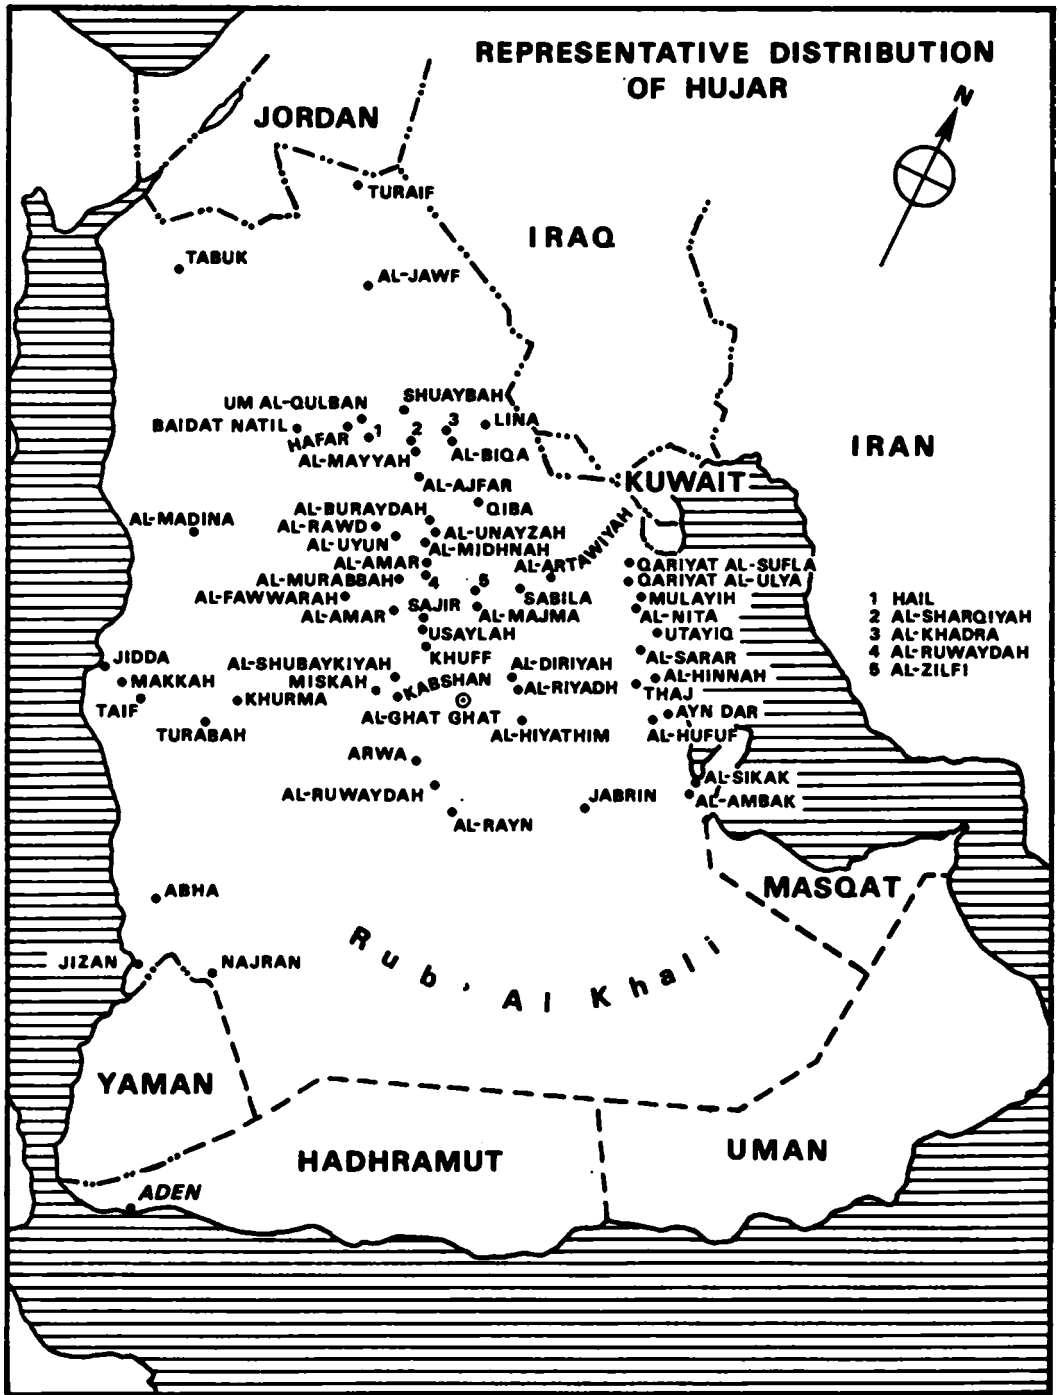 REPRESENTATIVE DISTRIBUTION
OF HUJAR
N
JORDAN
TURAIF
IRAQ
TABUK
AL-JAWF
SHUAYBAH
UM AL-QULBAN
BAIDAT NATIL
HAFAR
1
2
3
LINA
AL-MAYYAH
AL-BIQA
IRAN
AL-AJFAR
KUWAIT
AL-BURAYDAH
QIBA
AL-MADINA
AL-RAWD
AL-UNAYZAH
AL-UYUN
AL-MIDHNAH
AL-ARTAWIYAH
AL-AMAR
QARIYAT AL-SUFLA
AL-MURABBAH
4
5
QARIYAT AL-ULYA
AL-FAWWARAH
SABILA
MULAYIH
AL-AMAR
SAJIR
AL-MAJMA
AL-NITA
USAYLAH
UTAYIQ
1 HAIL
2 AL-SHARQIYAH
3 AL-KHADRA
4 AL-RUWAYDAH
5 AL-ZILFI
KHUFF
AL-SARAR
JIDDA
AL-SHUBAYKIYAH
AL-DIRIYAH
MAKKAH
MISKAH
KABSHAN
AL-RIYADH
AL-HINNAH
THAJ
TAIF
KHURMA
AL-GHAT GHAT
AYN DAR
TURABAH
AL-HIYATHIM
AL-HUFUF
ARWA
AL-SIKAK
AL-RUWAYDAH
JABRIN
AL-AMBAK
AL-RAYN
MASQAT
ABHA
Rub' Al Khali
JIZAN
NAJRAN
YAMAN
HADHRAMUT
UMAN
ADEN